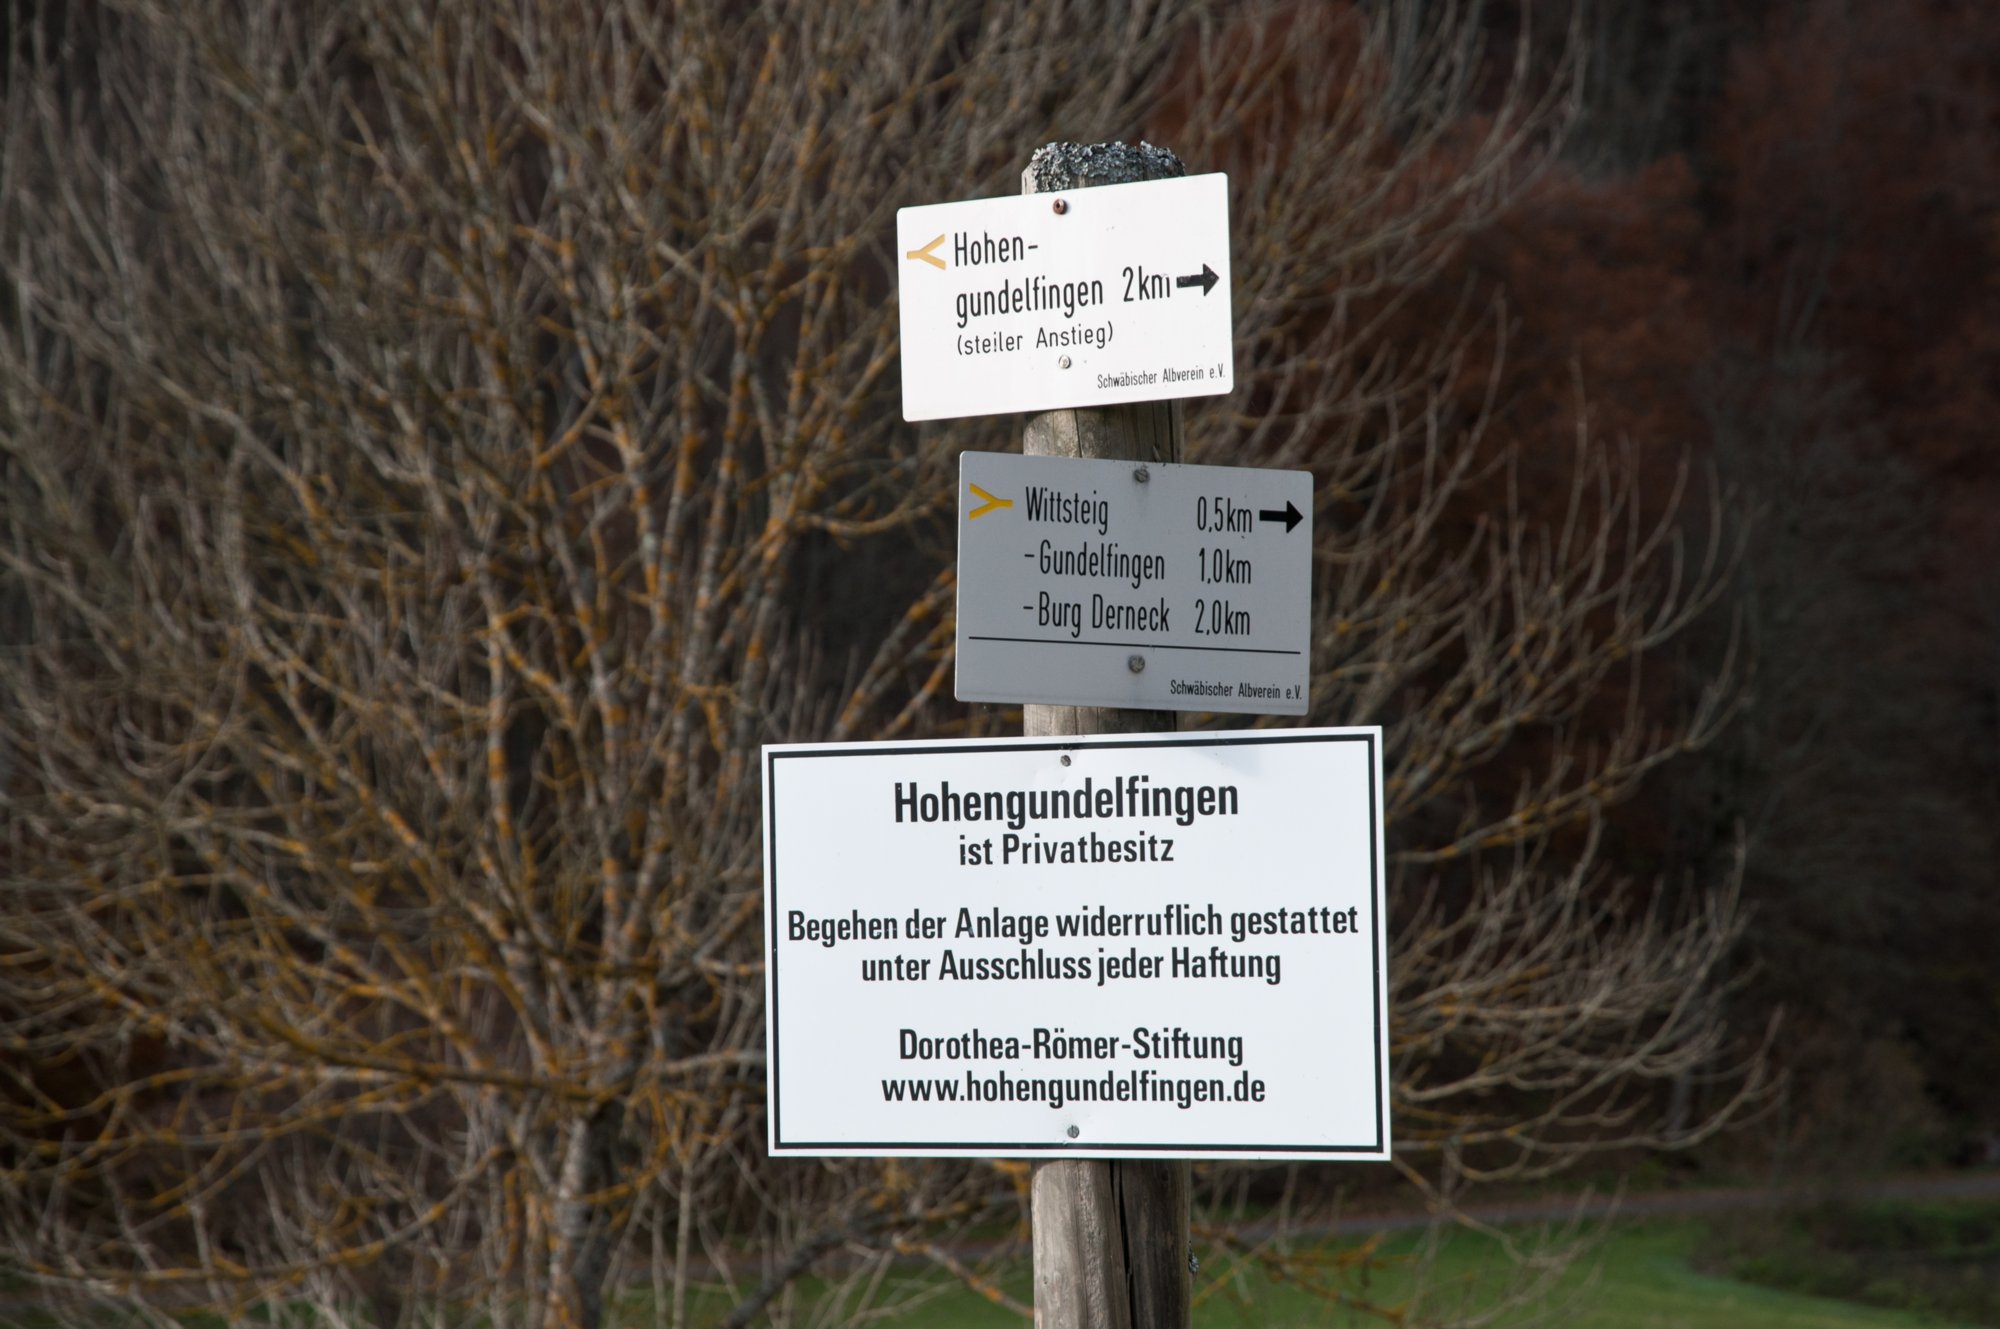 Hohen-
gundelfingen 2km
(steiler Anstieg)
Schwäbischer Albverein e.V.
Wittsteig 0,5km
-Gundelfingen 1,0km
-Burg Derneck 2,0km
Schwäbischer Albverein e.V.
Hohengundelfingen
ist Privatbesitz
Begehen der Anlage widerruflich gestattet
unter Ausschluss jeder Haftung
Dorothea-Römer-Stiftung
www.hohengundelfingen.de